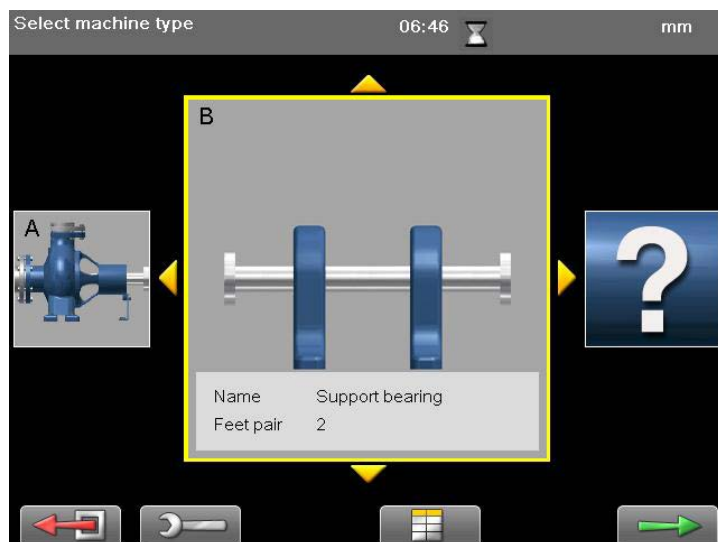 Select machine type 06:46 mm
B
A
?
Name Support bearing
Feet pair 2